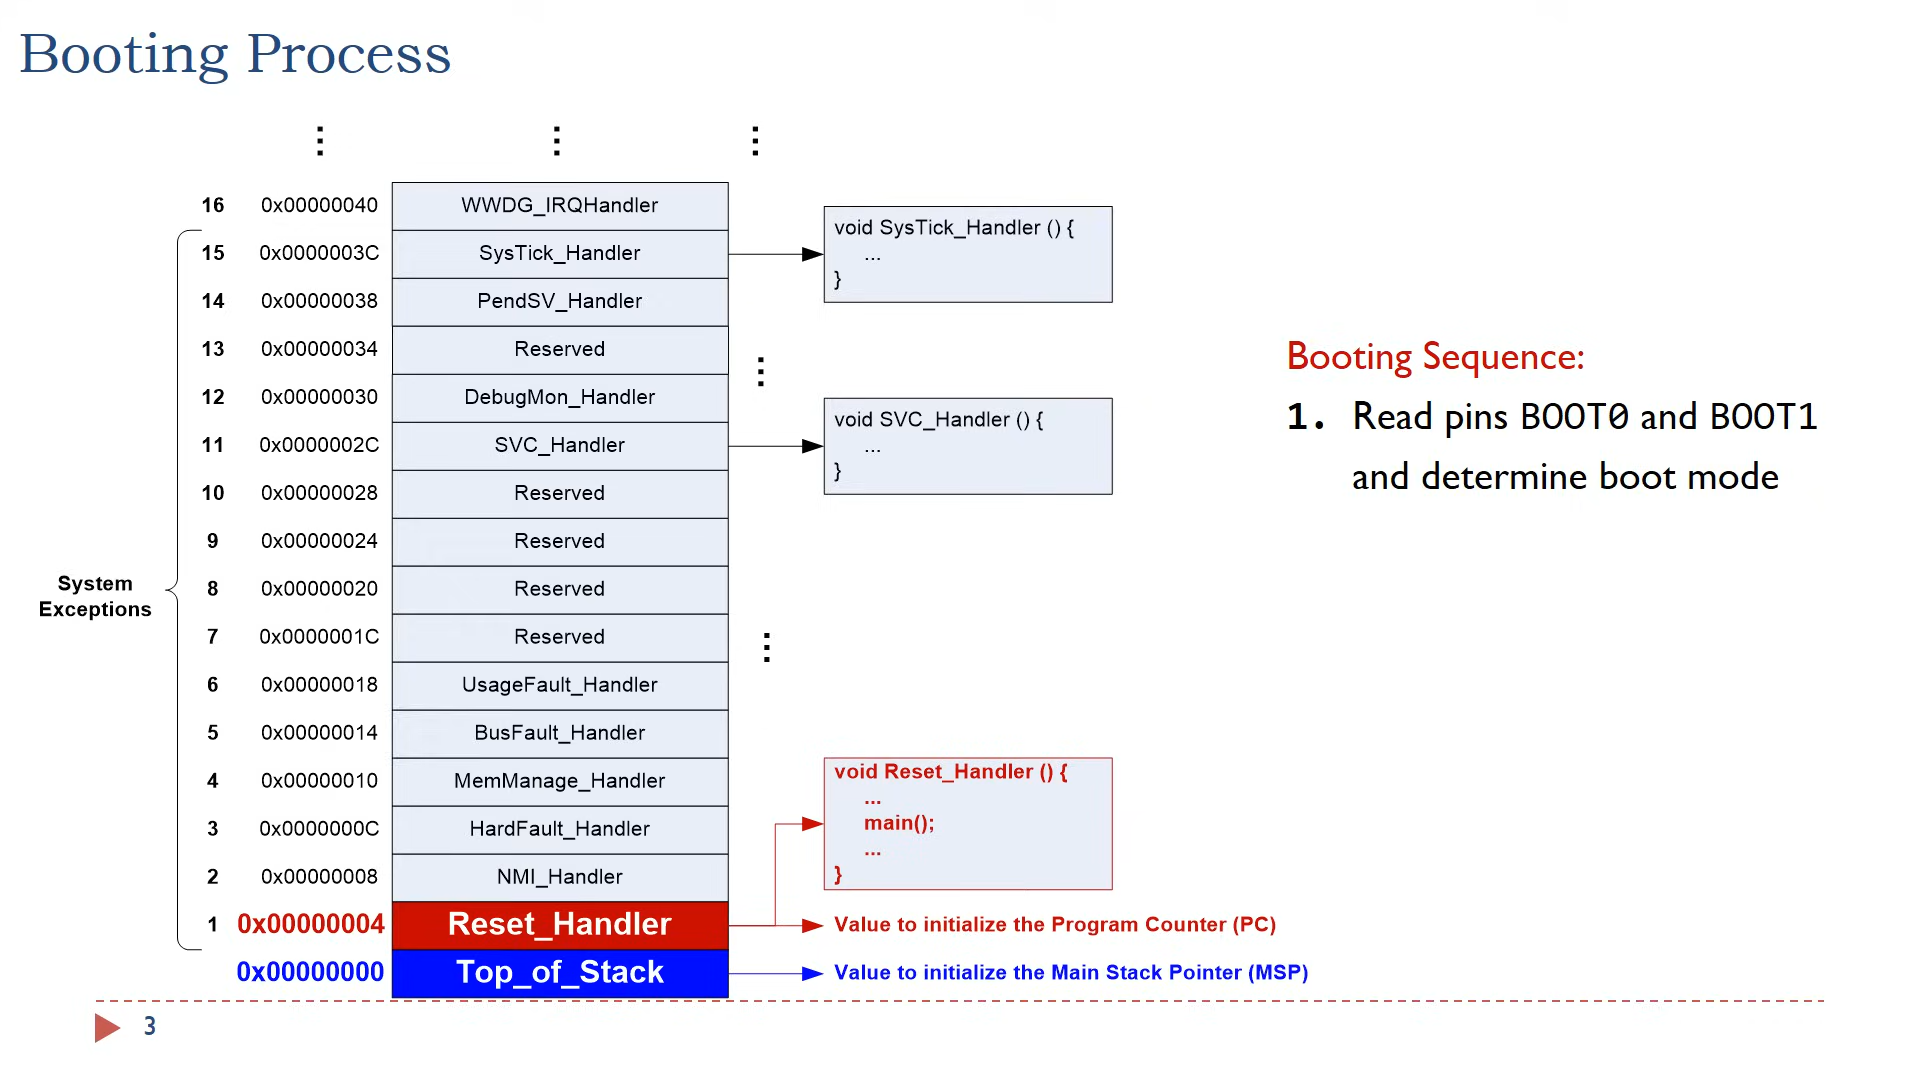 Booting Process
16 0x00000040 WWDG_IRQHandler
15 0x0000003C SysTick_Handler
14 0x00000038 PendSV_Handler
13 0x00000034 Reserved
12 0x00000030 DebugMon_Handler
11 0x0000002C SVC_Handler
10 0x00000028 Reserved
9 0x00000024 Reserved
8 0x00000020 Reserved
7 0x0000001C Reserved
6 0x00000018 UsageFault_Handler
5 0x00000014 BusFault_Handler
4 0x00000010 MemManage_Handler
3 0x0000000C HardFault_Handler
2 0x00000008 NMI_Handler
1 0x00000004 Reset_Handler
0x00000000 Top_of_Stack
System
Exceptions
void SysTick_Handler () {
...
}
void SVC_Handler () {
...
}
void Reset_Handler () {
...
main();
...
}
Value to initialize the Program Counter (PC)
Value to initialize the Main Stack Pointer (MSP)
Booting Sequence:
1. Read pins BOOT0 and BOOT1
and determine boot mode
3